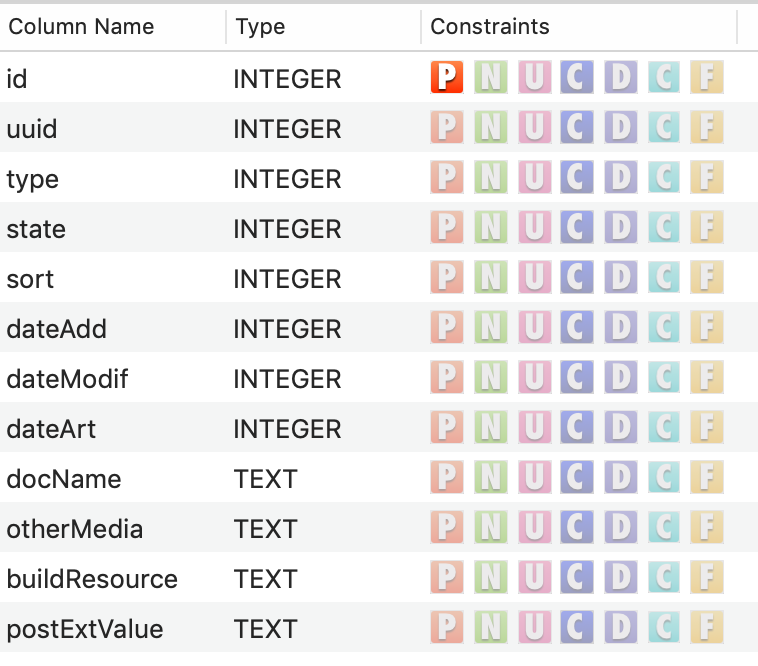 Column Name Type Constraints
id INTEGER P N U C D C F
uuid INTEGER P N U C D C F
type INTEGER P N U C D C F
state INTEGER P N U C D C F
sort INTEGER P N U C D C F
dateAdd INTEGER P N U C D C F
dateModif INTEGER P N U C D C F
dateArt INTEGER P N U C D C F
docName TEXT P N U C D C F
otherMedia TEXT P N U C D C F
buildResource TEXT P N U C D C F
postExtValue TEXT P N U C D C F